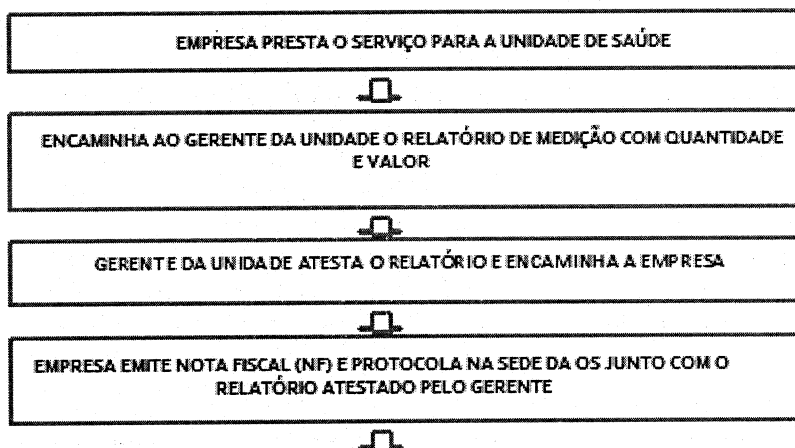 EMPRESA PRESTA O SERVIÇO PARA A UNIDADE DE SAÚDE
ENCAMINHA AO GERENTE DA UNIDADE O RELATÓRIO DE MEDIÇÃO COM QUANTIDADE
E VALOR
GERENTE DA UNIDADE ATESTA O RELATÓRIO E ENCAMINHA A EMPRESA
EMPRESA EMITE NOTA FISCAL (NF) E PROTOCOLA NA SEDE DA OS JUNTO COM O
RELATÓRIO ATESTADO PELO GERENTE